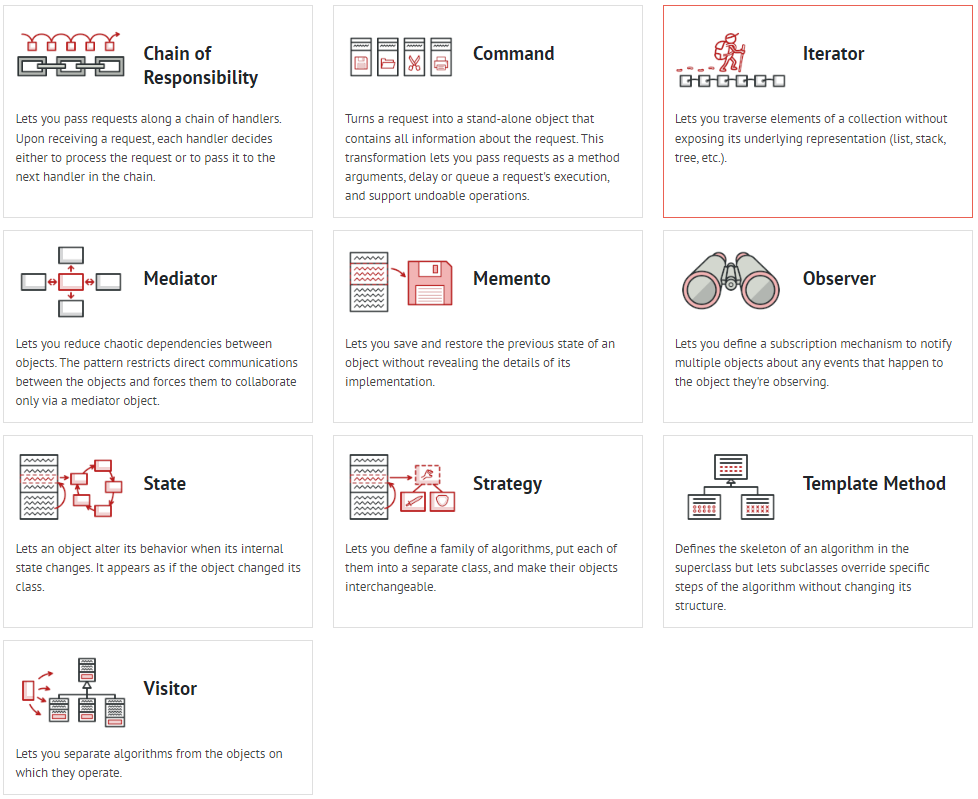 Chain of
Responsibility
Lets you pass requests along a chain of handlers.
Upon receiving a request, each handler decides
either to process the request or to pass it to the
next handler in the chain.
Command
Turns a request into a stand-alone object that
contains all information about the request. This
transformation lets you pass requests as a method
arguments, delay or queue a request's execution,
and support undoable operations.
Iterator
Lets you traverse elements of a collection without
exposing its underlying representation (list, stack,
tree, etc.).
Mediator
Lets you reduce chaotic dependencies between
objects. The pattern restricts direct communications
between the objects and forces them to collaborate
only via a mediator object.
Memento
Lets you save and restore the previous state of an
object without revealing the details of its
implementation.
Observer
Lets you define a subscription mechanism to notify
multiple objects about any events that happen to
the object they're observing.
State
Lets an object alter its behavior when its internal
state changes. It appears as if the object changed its
class.
Strategy
Lets you define a family of algorithms, put each of
them into a separate class, and make their objects
interchangeable.
Template Method
Defines the skeleton of an algorithm in the
superclass but lets subclasses override specific
steps of the algorithm without changing its
structure.
Visitor
Lets you separate algorithms from the objects on
which they operate.